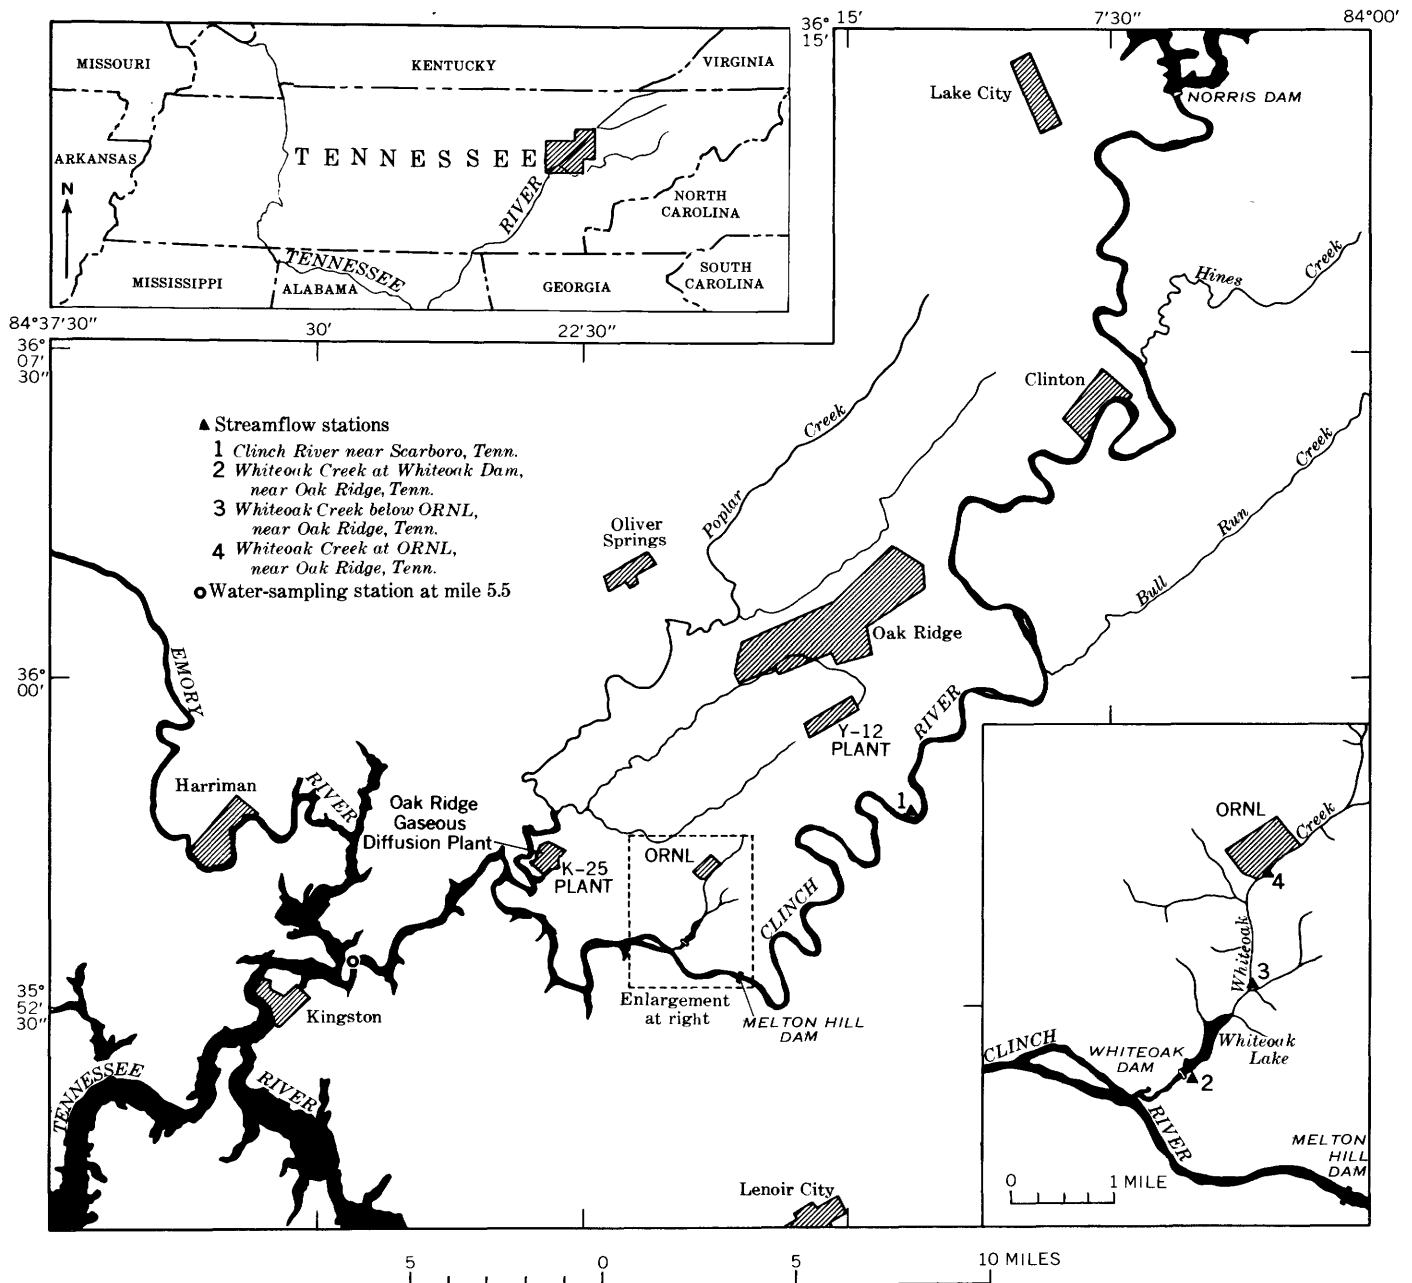 MISSOURI
KENTUCKY
VIRGINIA
ARKANSAS
TENNESSEE
N
RIVER
NORTH
CAROLINA
TENNESSEE
SOUTH
CAROLINA
MISSISSIPPI
ALABAMA
GEORGIA
36°
15'
15'
7'30"
84°00'
Lake City
NORRIS DAM
Hines
Creek
84°37'30"
30'
22'30"
36°
07'
30"
Clinton
Creek
▲ Streamflow stations
1 Clinch River near Scarboro, Tenn.
2 Whiteoak Creek at Whiteoak Dam,
near Oak Ridge, Tenn.
3 Whiteoak Creek below ORNL,
near Oak Ridge, Tenn.
4 Whiteoak Creek at ORNL,
near Oak Ridge, Tenn.
Water-sampling station at mile 5.5
Poplar
Creek
Run
Bull
Oliver
Springs
Oak Ridge
EMORY
36°
00'
RIVER
Y-12
PLANT
Harriman
RIVER
Oak Ridge
Gaseous
Diffusion Plant
1
K-25
PLANT
ORNL
CLINCH
Enlargement
at right
MELTON HILL
DAM
35°
52'
30"
Kingston
TENNESSEE
RIVER
Lenoir City
ORNL
Creek
4
Whiteoak
3
Whiteoak
Lake
CLINCH
WHITEOAK
DAM
2
RIVER
MELTON
HILL
DAM
0 1 MILE
5 0 5 10 MILES